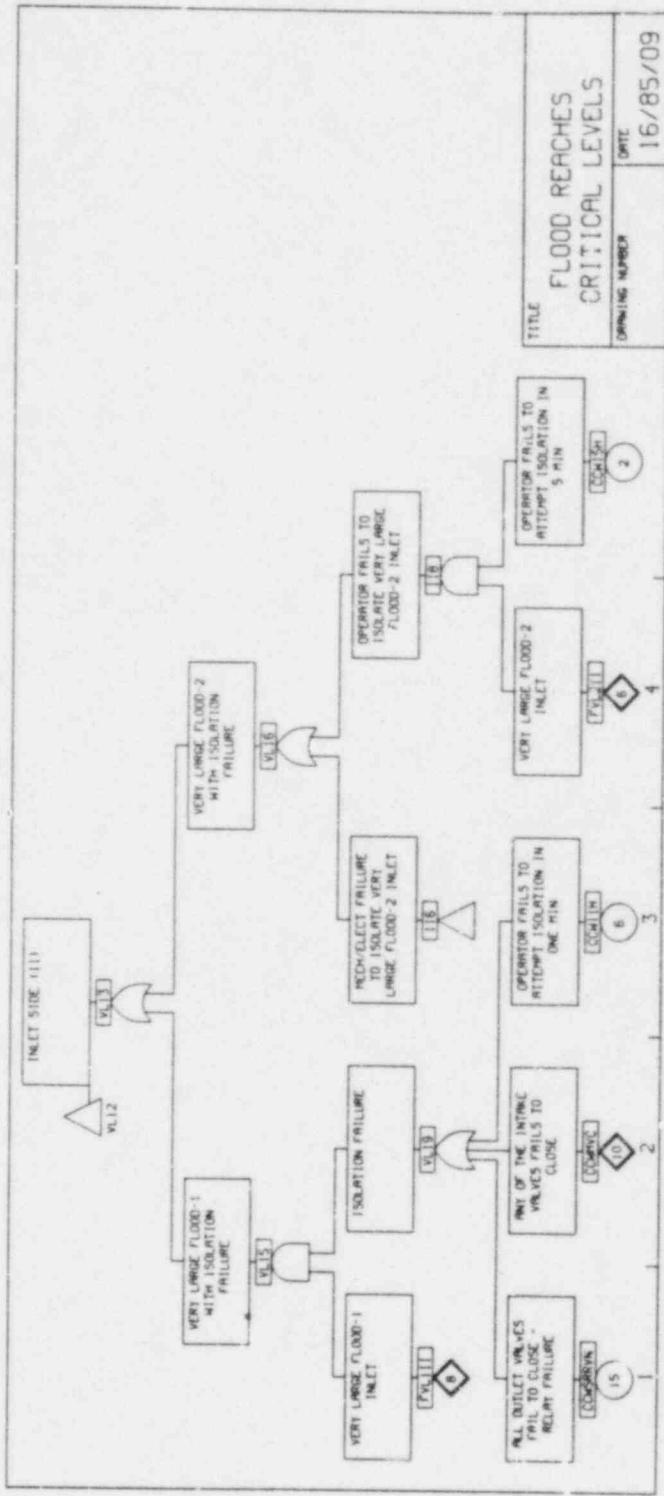 INLET SIDE (I1)
VL12
VL13
VERY LARGE FLOOD-1
WITH ISOLATION
FAILURE
VL15
VERY LARGE FLOOD-2
WITH ISOLATION
FAILURE
VL16
VERY LARGE FLOOD-1
INLET
8
ISOLATION FAILURE
VL19
MECH/ELECT FAILURE
TO ISOLATE VERY
LARGE FLOOD-2 INLET
I16
OPERATOR FAILS TO
ISOLATE VERY LARGE
FLOOD-2 INLET
I18
ALL OUTLET VALVES
FAIL TO CLOSE -
RELAY FAILURE
15
ANY OF THE INTAKE
VALVES FAILS TO
CLOSE
10
OPERATOR FAILS TO
ATTEMPT ISOLATION IN
ONE MIN
6
VERY LARGE FLOOD-2
INLET
6
OPERATOR FAILS TO
ATTEMPT ISOLATION IN
5 MIN
2
1
2
3
4
TITLE
FLOOD REACHES
CRITICAL LEVELS
DRAWING NUMBER
DATE
16/85/09